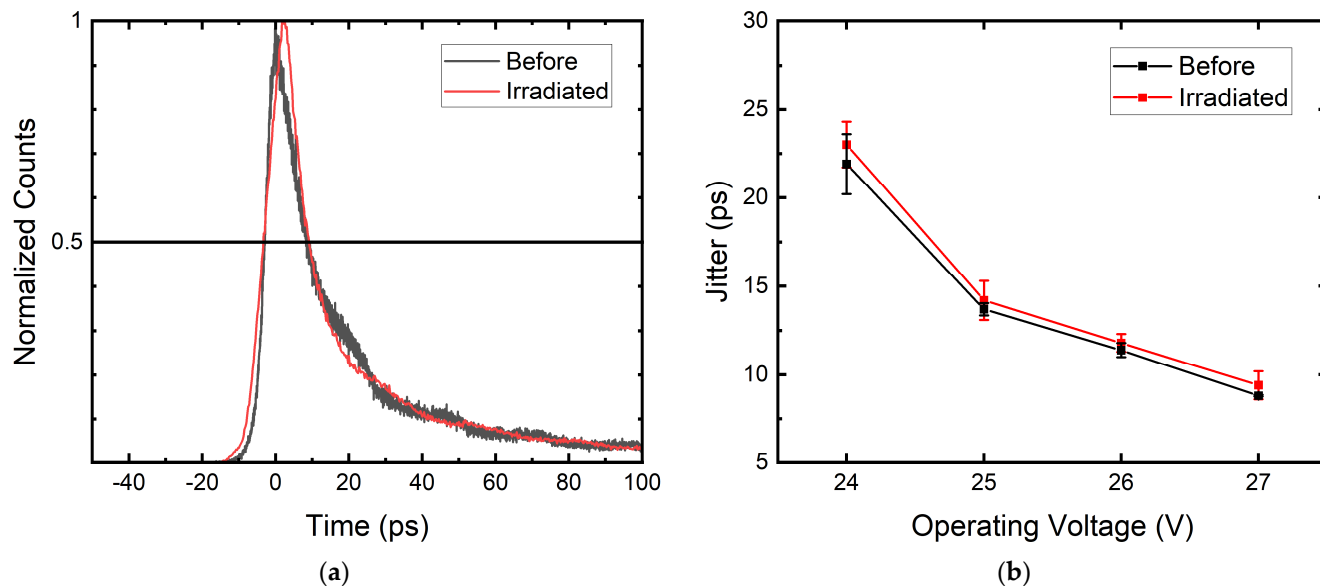 1
0.5
Normalized Counts
Before
Irradiated
-40 -20 0 20 40 60 80 100
Time (ps)
(a)
30
25
20
15
10
5
Jitter (ps)
Before
Irradiated
24 25 26 27
Operating Voltage (V)
(b)